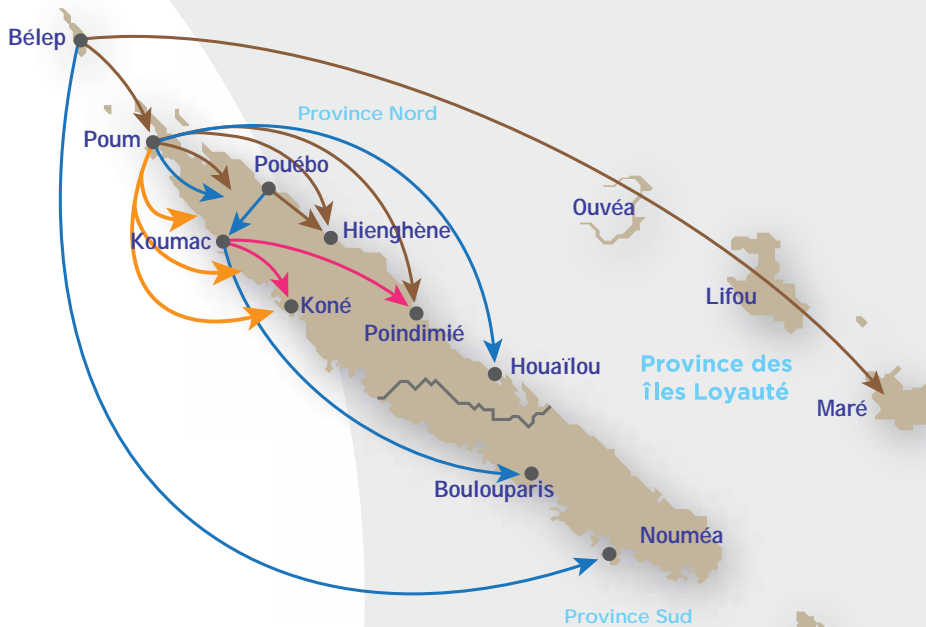 Bélep
Province Nord
Poum
Pouébo
Ouvéa
Hienghène
Koumac
Lifou
Koné
Poindimié
Houaïlou
Province des
îles Loyauté
Maré
Boulouparis
Nouméa
Province Sud